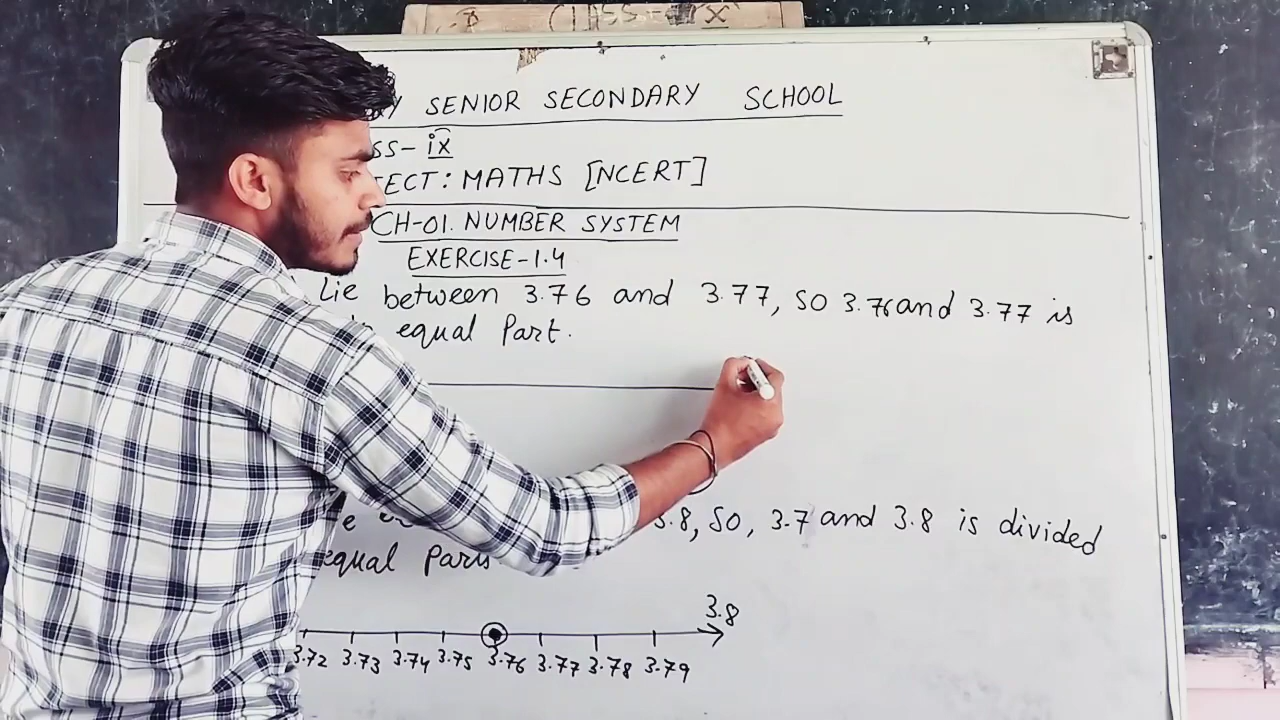 CLASS - IX
SENIOR SECONDARY SCHOOL
SS- ix
ECT: MATHS [NCERT]
CH-01. NUMBER SYSTEM
EXERCISE-1.4
Lie between 3.76 and 3.77, So 3.76 and 3.77 is
equal Part.
3.8, So, 3.7 and 3.8 is divided
equal parts
3.8
3.72 3.73 3.74 3.75 3.76 3.77 3.78 3.79